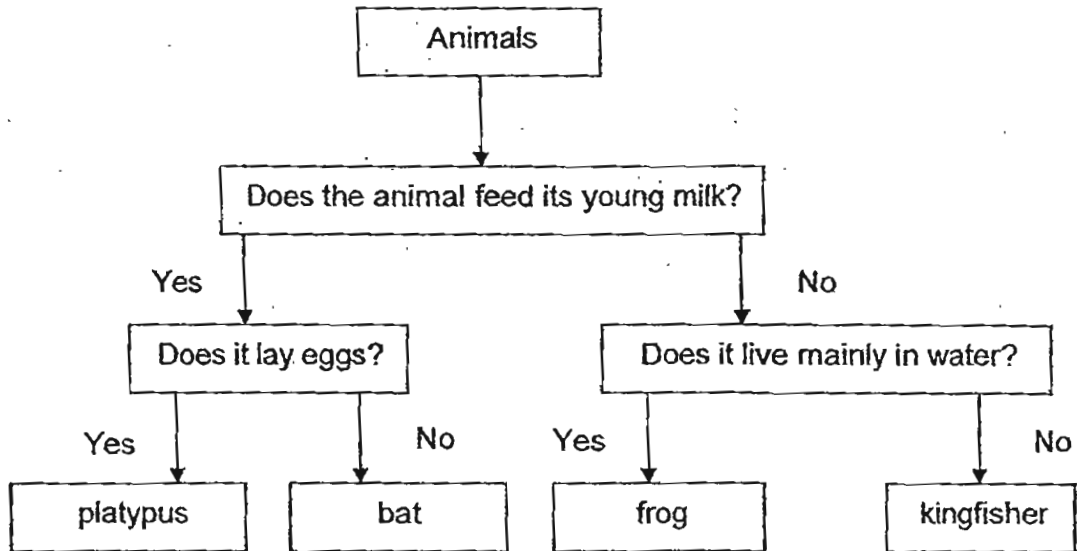 Animals
Does the animal feed its young milk?
Yes
No
Does it lay eggs?
Does it live mainly in water?
Yes
No
Yes
No
platypus
bat
frog
kingfisher